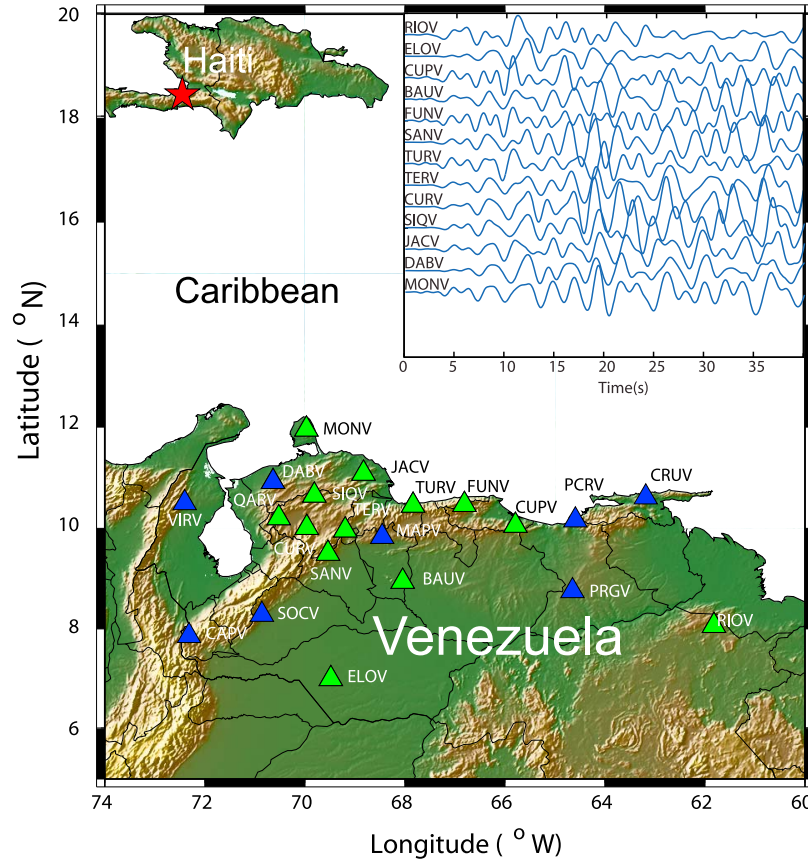 Latitude ( °N)
20
18
16
14
12
10
8
6
Haiti
Caribbean
RIOV
ELOV
CUPV
BAUV
FUNV
SANV
TURV
TERV
CURV
SIQV
JACV
DABV
MONV
0 5 10 15 20 25 30 35
Time(s)
MONV
DABV
JACV
VIRV
QARV
SIQV
TERV
TURV
FUNV
CUPV
PCRV
CRUV
CURV
SANV
MAPV
BAUV
PRGV
SOCV
CAPV
ELOV
RIOV
Venezuela
74 72 70 68 66 64 62 60
Longitude ( °W)